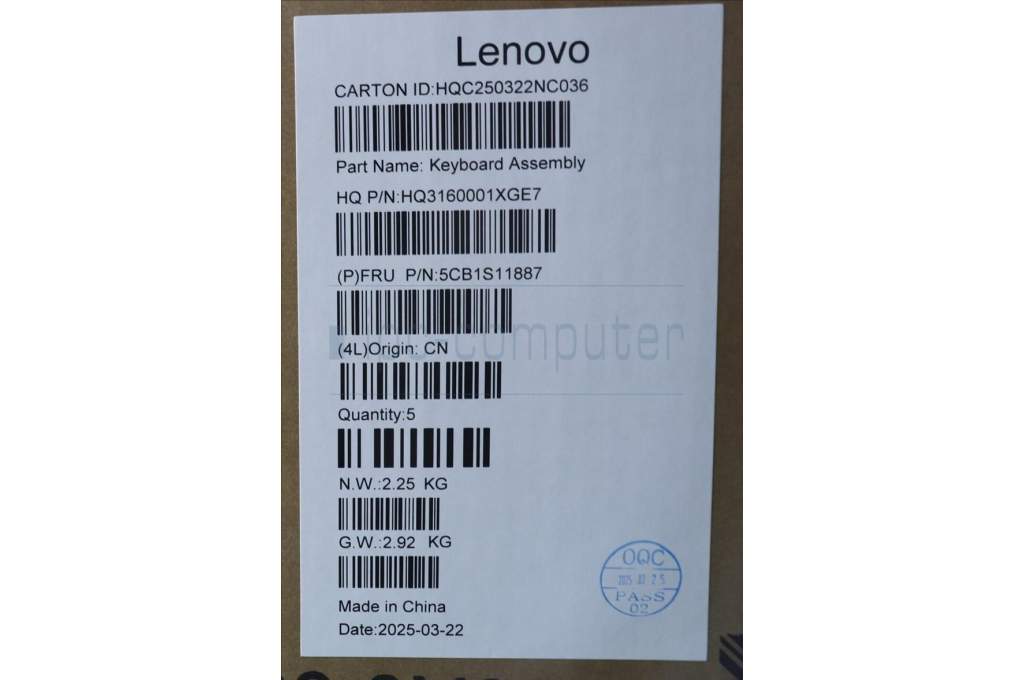 Lenovo
CARTON ID:HQC250322NC036
Part Name: Keyboard Assembly
HQ P/N:HQ3160001XGE7
(P)FRU P/N:5CB1S11887
computer
(4L)Origin: CN
Quantity:5
N.W.:2.25 KG
G.W.:2.92 KG
OQC
PASS
02
Made in China
Date:2025-03-22